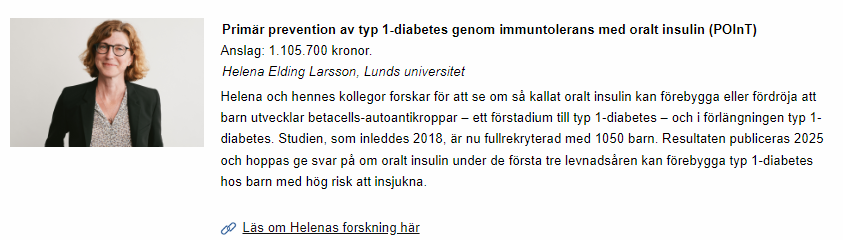 Primär prevention av typ 1-diabetes genom immuntolerans med oralt insulin (POInT)
Anslag: 1.105.700 kronor.
Helena Elding Larsson, Lunds universitet
Helena och hennes kollegor forskar för att se om så kallat oralt insulin kan förebygga eller fördröja att
barn utvecklar betacells-autoantikroppar – ett förstadium till typ 1-diabetes – och i förlängningen typ 1-
diabetes. Studien, som inleddes 2018, är nu fullrekryterad med 1050 barn. Resultaten publiceras 2025
och hoppas ge svar på om oralt insulin under de första tre levnadsåren kan förebygga typ 1-diabetes
hos barn med hög risk att insjukna.
Läs om Helenas forskning här